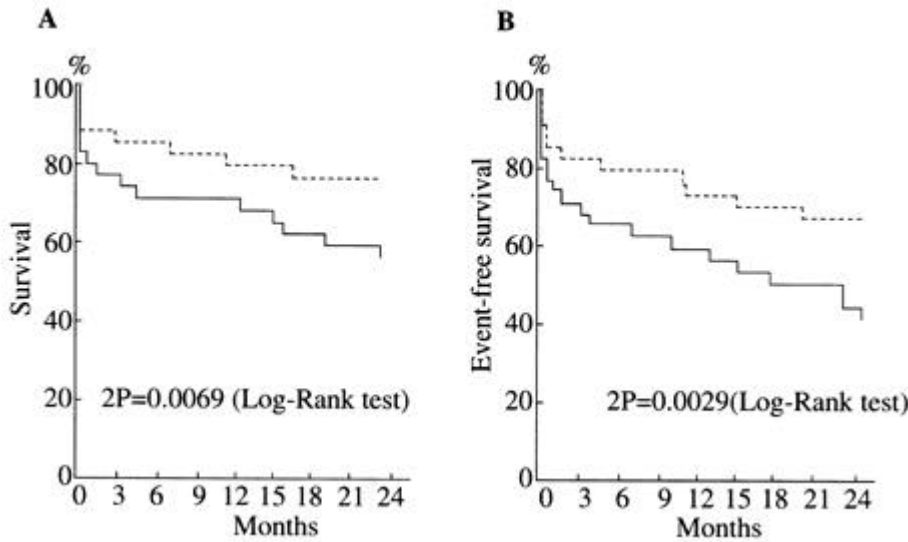 A
%
100
80
60
40
20
0
Survival
2P=0.0069 (Log-Rank test)
0 3 6 9 12 15 18 21 24
Months
B
%
100
80
60
40
20
0
Event-free survival
2P=0.0029(Log-Rank test)
0 3 6 9 12 15 18 21 24
Months